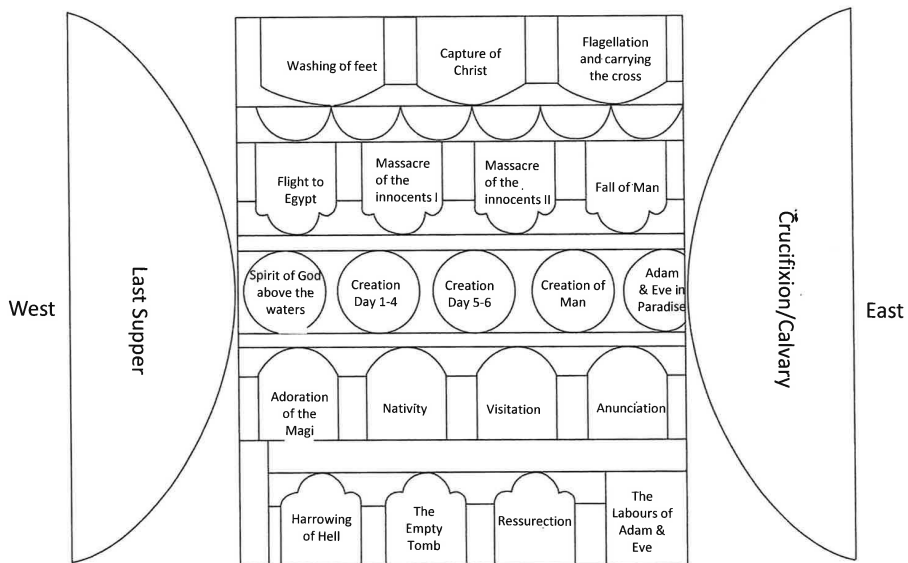 Washing of feet
Capture of
Christ
Flagellation
and carrying
the cross
Flight to
Egypt
Massacre
of the
innocents I
Massacre
of the
innocents II
Fall of Man
West
Last Supper
Spirit of God
above the
waters
Creation
Day 1-4
Creation
Day 5-6
Creation of
Man
Adam
& Eve in
Paradise
Crucifixion/Calvary
East
Adoration
of the
Magi
Nativity
Visitation
Anunciation
Harrowing
of Hell
The
Empty
Tomb
Ressurection
The
Labours of
Adam &
Eve